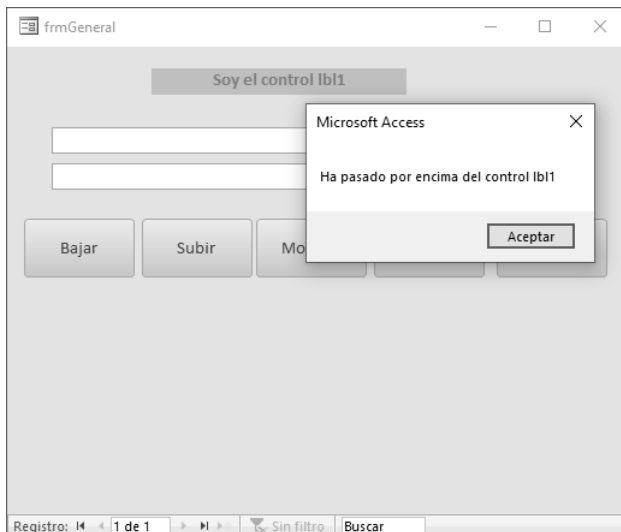 frmGeneral
Soy el control lbl1
Microsoft Access
Ha pasado por encima del control lbl1
Aceptar
Bajar
Subir
Mo
Registro: 1 de 1 Sin filtro Buscar